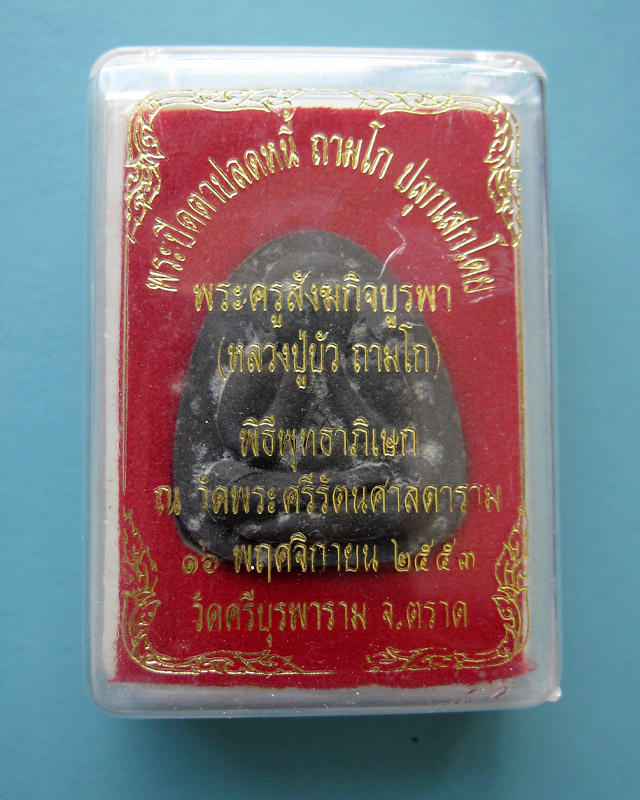 พระปิดตาปลดหนี้ ถามโก ปลุกเสกโดย
พระครูสังฆกิจบูรพา
(หลวงปู่บัว ถามโก)
พิธีพุทธาภิเษก
ณ วัดพระศรีรัตนศาสดาราม
๑๖ พฤศจิกายน ๒๕๕๓
วัดศรีบุรพาราม จ.ตราด